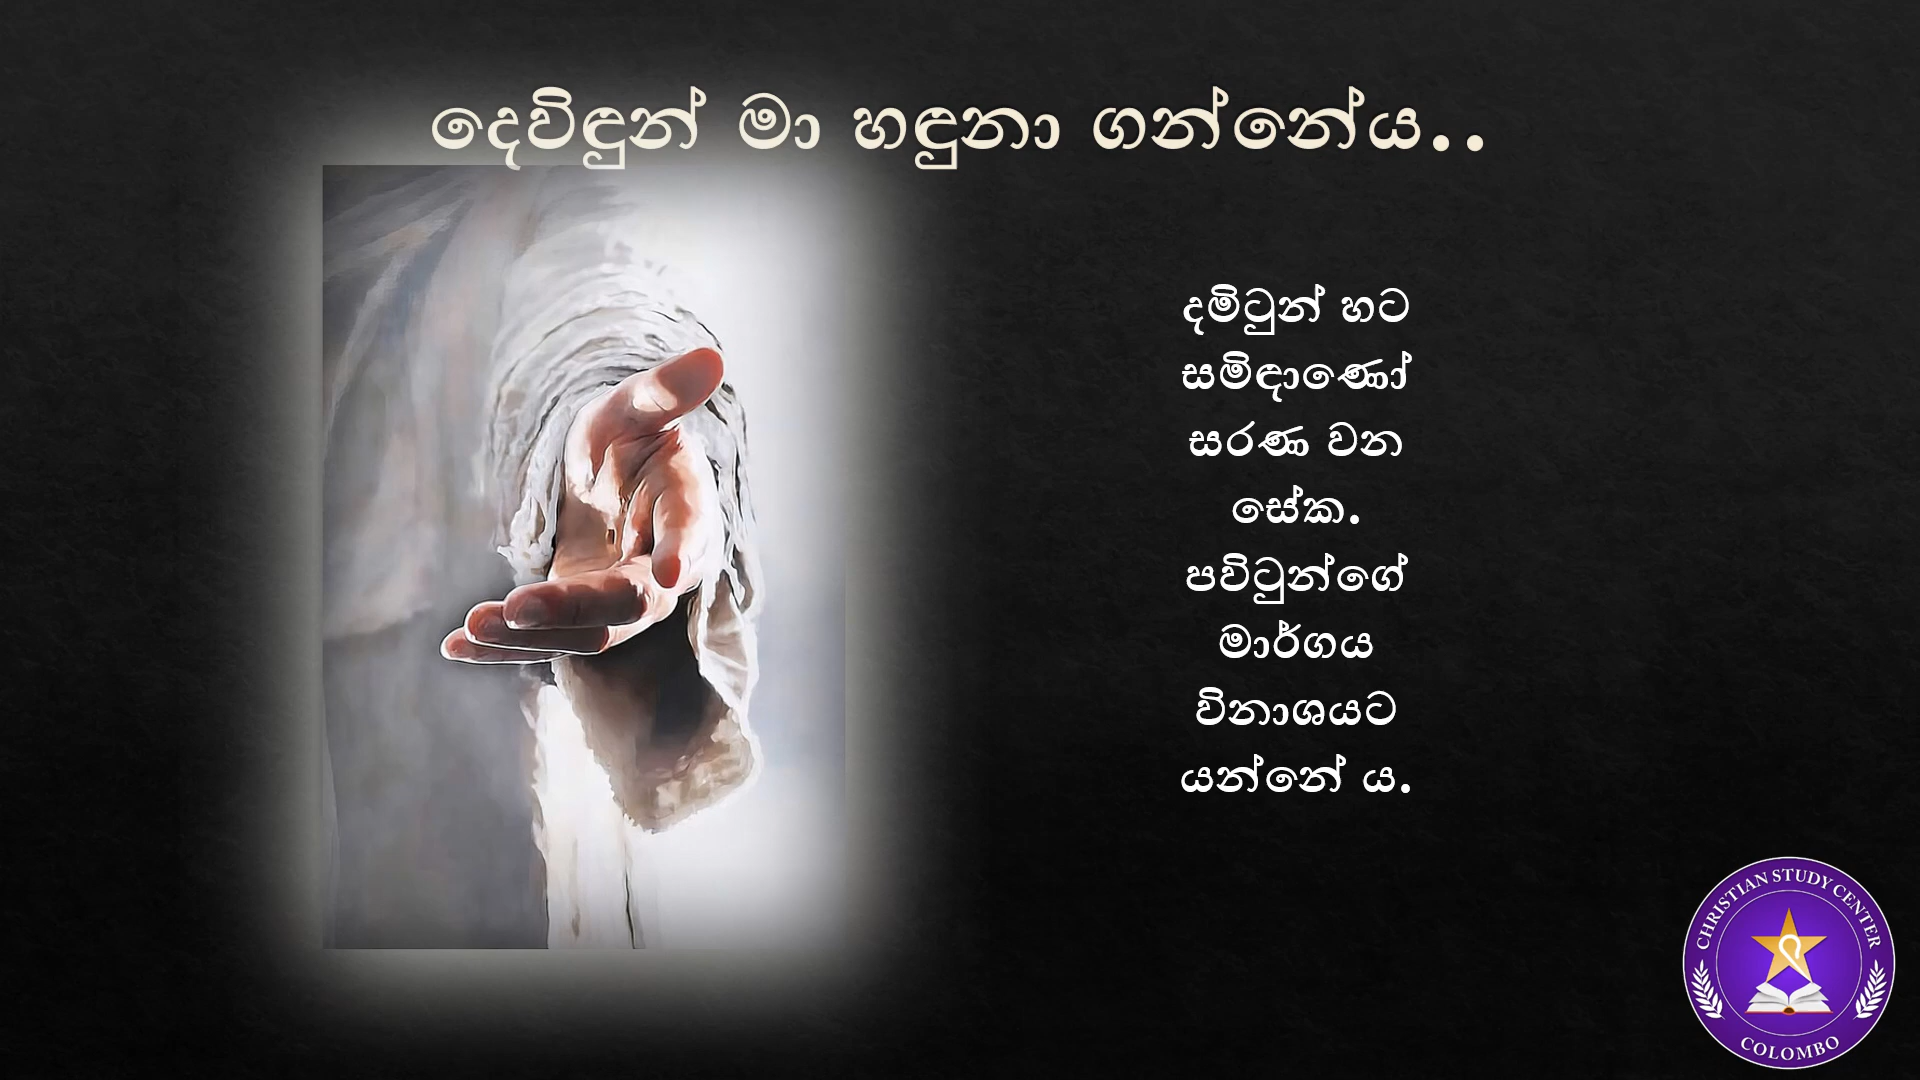 දෙවිඳුන් මා හඳුනා ගන්නේය..
දමිටුන් හට
සමිඳාණෝ
සරණ වන
සේක.
පවිටුන්ගේ
මාර්ගය
විනාශයට
යන්නේ ය.
CHRISTIAN STUDY CENTER
COLOMBO